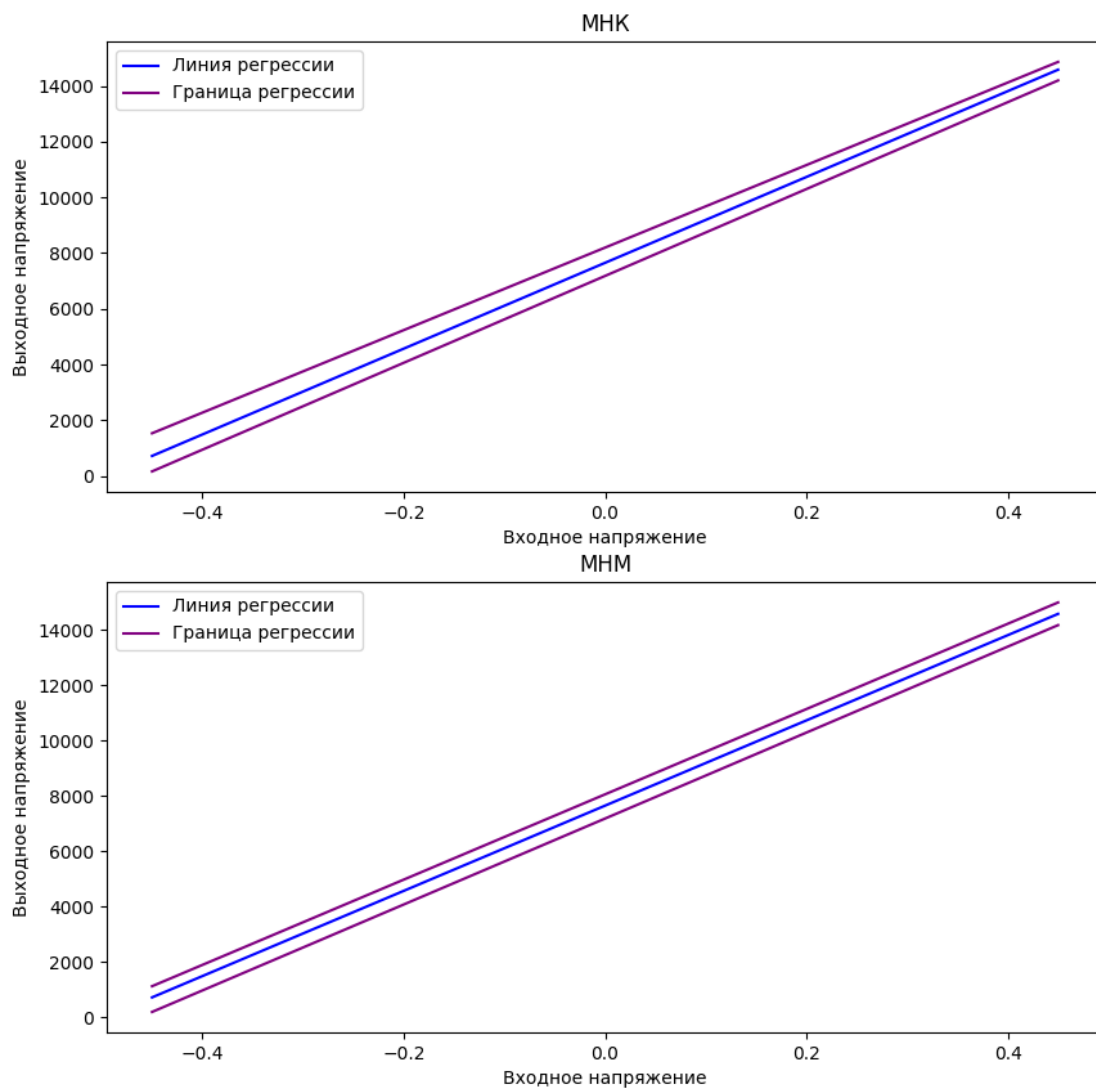 МНК
Линия регрессии
Граница регрессии
Выходное напряжение
14000
12000
10000
8000
6000
4000
2000
0
−0.4 −0.2 0.0 0.2 0.4
Входное напряжение
МНМ
Линия регрессии
Граница регрессии
Выходное напряжение
14000
12000
10000
8000
6000
4000
2000
0
−0.4 −0.2 0.0 0.2 0.4
Входное напряжение